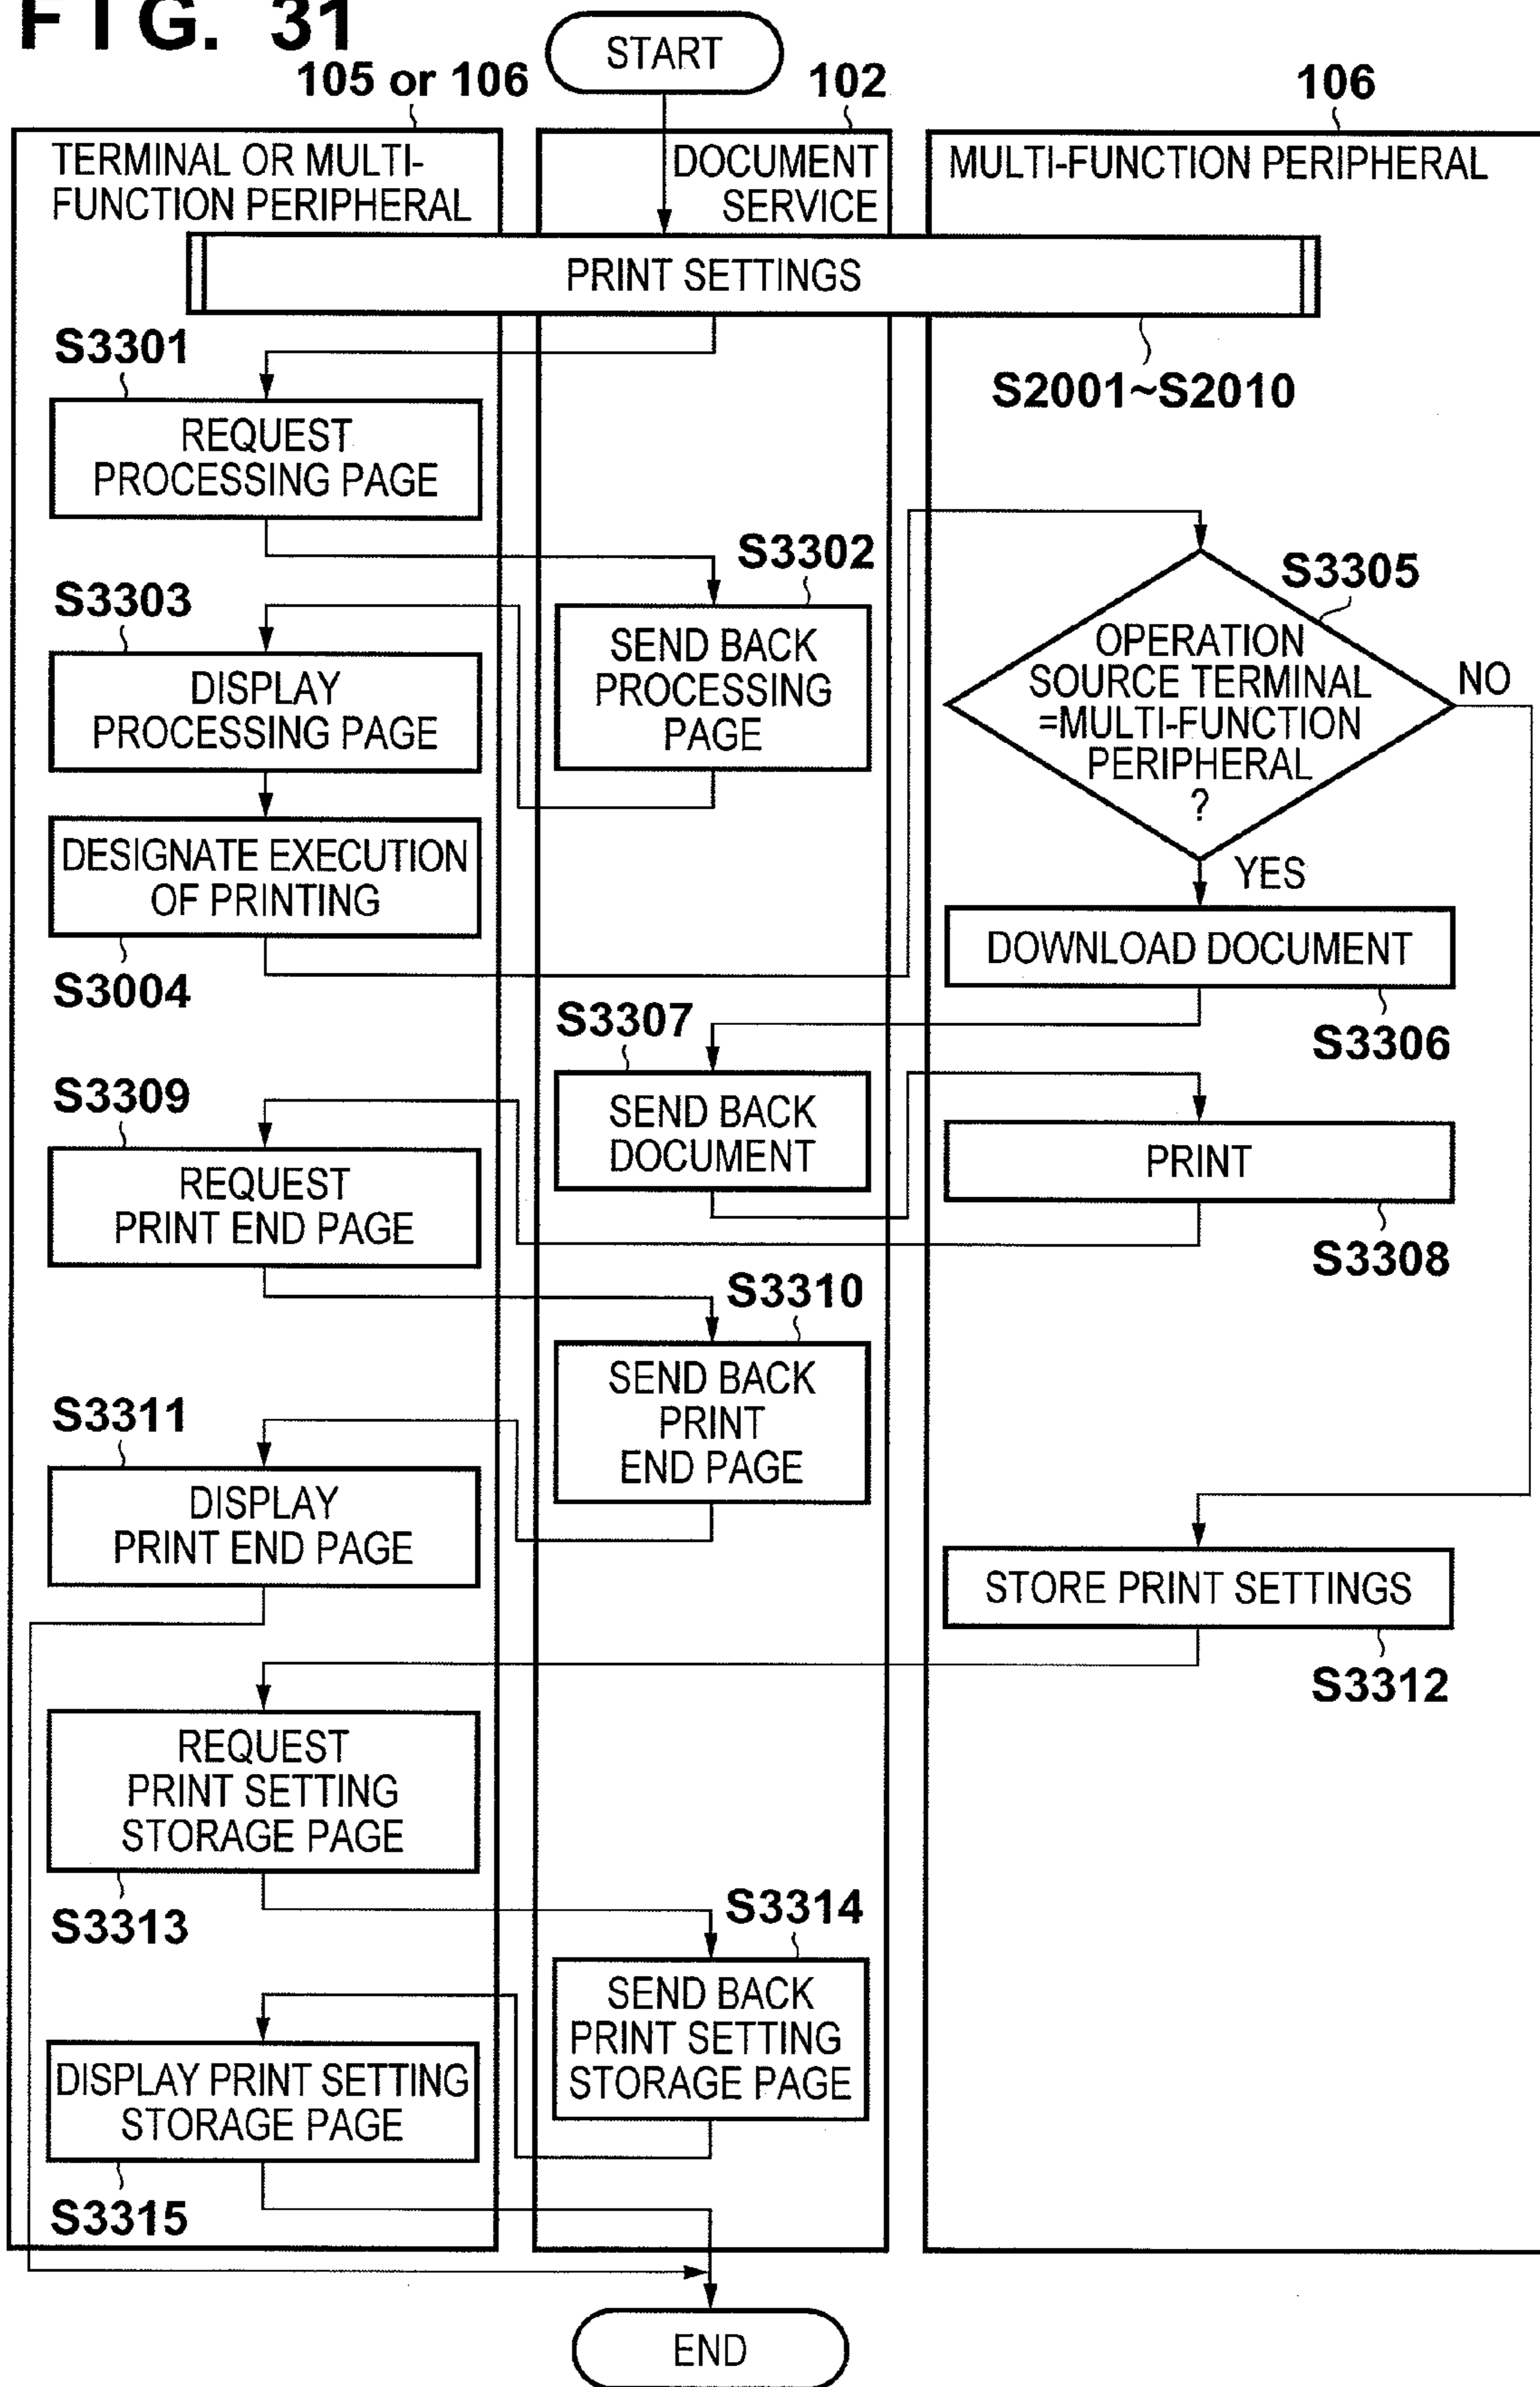 FIG. 31
START
105 or 106
102
106
TERMINAL OR MULTI-
FUNCTION PERIPHERAL
DOCUMENT
SERVICE
MULTI-FUNCTION PERIPHERAL
PRINT SETTINGS
S2001~S2010
S3301
REQUEST
PROCESSING PAGE
S3302
SEND BACK
PROCESSING
PAGE
S3303
DISPLAY
PROCESSING PAGE
DESIGNATE EXECUTION
OF PRINTING
S3004
S3305
OPERATION
SOURCE TERMINAL
=MULTI-FUNCTION
PERIPHERAL
?
NO
YES
DOWNLOAD DOCUMENT
S3306
S3307
SEND BACK
DOCUMENT
PRINT
S3308
S3309
REQUEST
PRINT END PAGE
S3310
SEND BACK
PRINT
END PAGE
S3311
DISPLAY
PRINT END PAGE
STORE PRINT SETTINGS
S3312
REQUEST
PRINT SETTING
STORAGE PAGE
S3313
S3314
SEND BACK
PRINT SETTING
STORAGE PAGE
DISPLAY PRINT SETTING
STORAGE PAGE
S3315
END